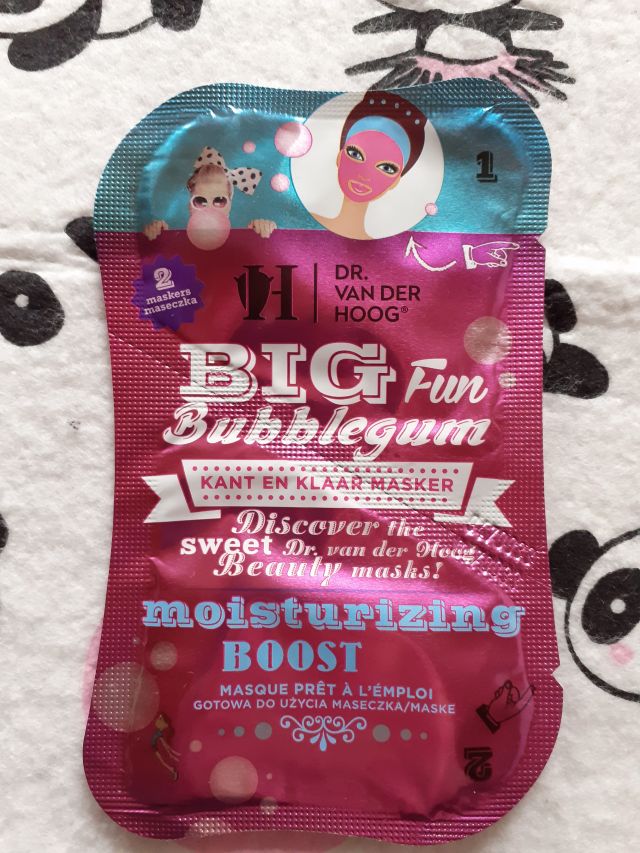 1
2
maskers
maseczka
H
DR.
VAN DER
HOOG®
BIG Fun
Bubblegum
KANT EN KLAAR MASKER
Discover the
sweet Dr. van der Hoog
Beauty masks!
moisturizing
BOOST
MASQUE PRÊT À L'ÉMPLOI
GOTOWA DO UŻYCIA MASECZKA/MASKE
2